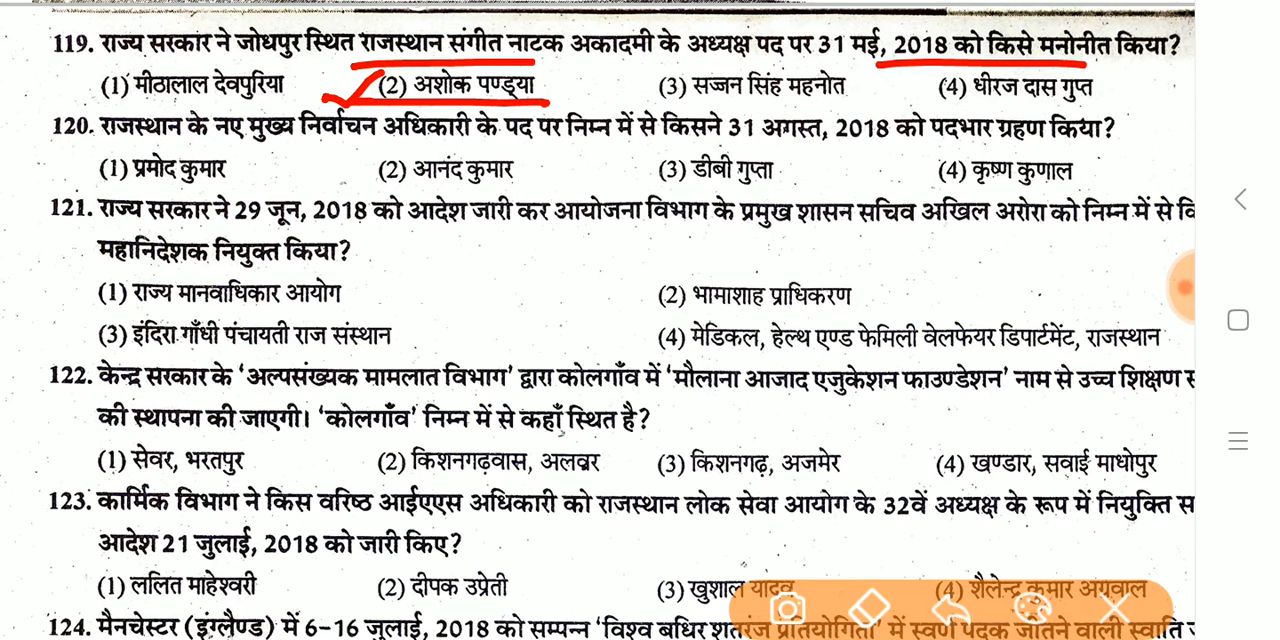 119. राज्य सरकार ने जोधपुर स्थित राजस्थान संगीत नाटक अकादमी के अध्यक्ष पद पर 31 मई, 2018 को किसे मनोनीत किया?
(1) मीठालाल देवपुरिया (2) अशोक पण्ड्या (3) सज्जन सिंह महनोत (4) धीरज दास गुप्त
120. राजस्थान के नए मुख्य निर्वाचन अधिकारी के पद पर निम्न में से किसने 31 अगस्त, 2018 को पदभार ग्रहण किया?
(1) प्रमोद कुमार (2) आनंद कुमार (3) डीबी गुप्ता (4) कृष्ण कुणाल
121. राज्य सरकार ने 29 जून, 2018 को आदेश जारी कर आयोजना विभाग के प्रमुख शासन सचिव अखिल अरोरा को निम्न में से
महानिदेशक नियुक्त किया?
(1) राज्य मानवाधिकार आयोग (2) भामाशाह प्राधिकरण
(3) इंदिरा गाँधी पंचायती राज संस्थान (4) मेडिकल, हेल्थ एण्ड फेमिली वेलफेयर डिपार्टमेंट, राजस्थान
122. केन्द्र सरकार के 'अल्पसंख्यक मामलात विभाग' द्वारा कोलगाँव में 'मौलाना आजाद एजुकेशन फाउण्डेशन' नाम से उच्च शिक्षण
की स्थापना की जाएगी। 'कोलगाँव' निम्न में से कहाँ स्थित है?
(1) सेवर, भरतपुर (2) किशनगढ़वास, अलवर (3) किशनगढ़, अजमेर (4) खण्डार, सवाई माधोपुर
123. कार्मिक विभाग ने किस वरिष्ठ आईएएस अधिकारी को राजस्थान लोक सेवा आयोग के 32वें अध्यक्ष के रूप में नियुक्ति
आदेश 21 जुलाई, 2018 को जारी किए?
(1) ललित माहेश्वरी (2) दीपक उप्रेती (3) खुशाल यादव (4) शैलेन्द्र कुमार अग्रवाल
124. मैनचेस्टर (इंग्लैण्ड) में 6-16 जुलाई, 2018 को सम्पन्न 'विश्व बधिर शतरंज प्रतियोगिता' में स्वर्ण पदक जीतने वाली स्वाति